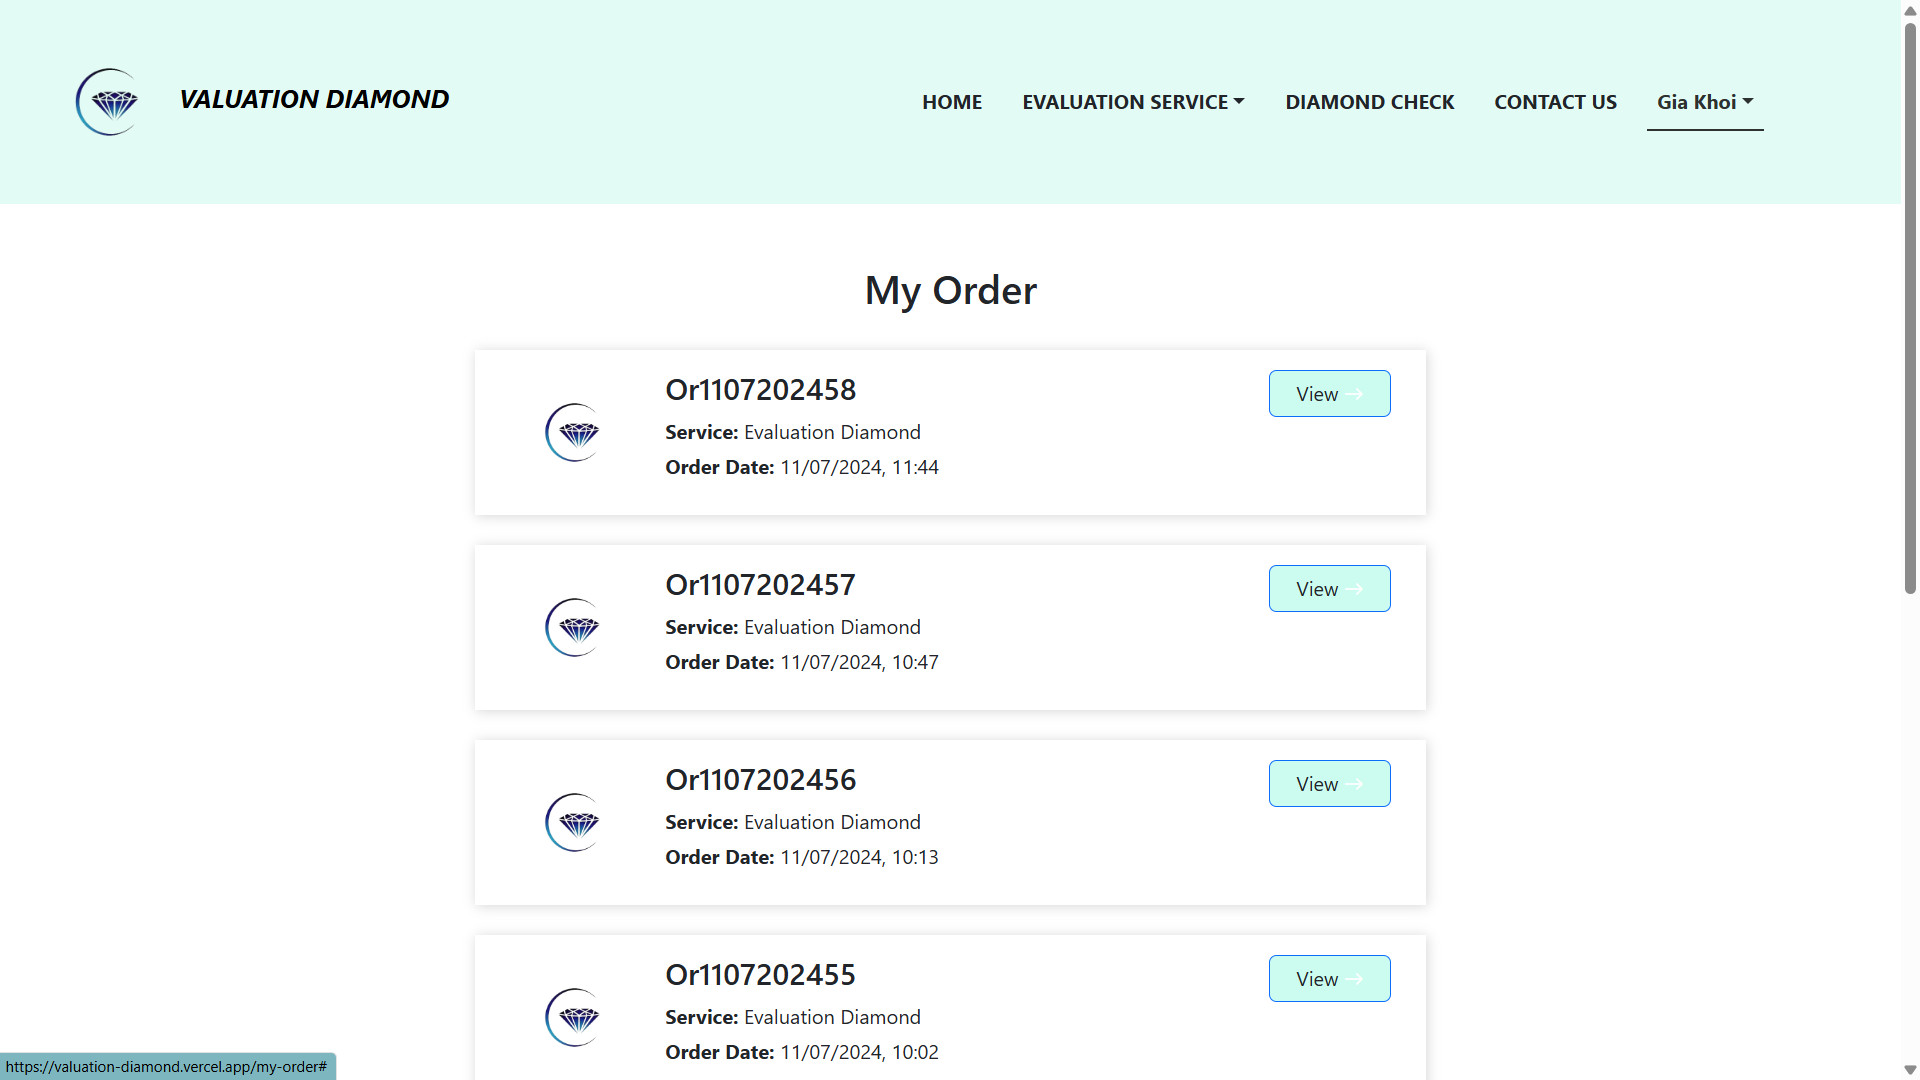 VALUATION DIAMOND
HOME
EVALUATION SERVICE
DIAMOND CHECK
CONTACT US
Gia Khoi
My Order
Or1107202458
View
Service: Evaluation Diamond
Order Date: 11/07/2024, 11:44
Or1107202457
View
Service: Evaluation Diamond
Order Date: 11/07/2024, 10:47
Or1107202456
View
Service: Evaluation Diamond
Order Date: 11/07/2024, 10:13
Or1107202455
View
Service: Evaluation Diamond
Order Date: 11/07/2024, 10:02
https://valuation-diamond.vercel.app/my-order#